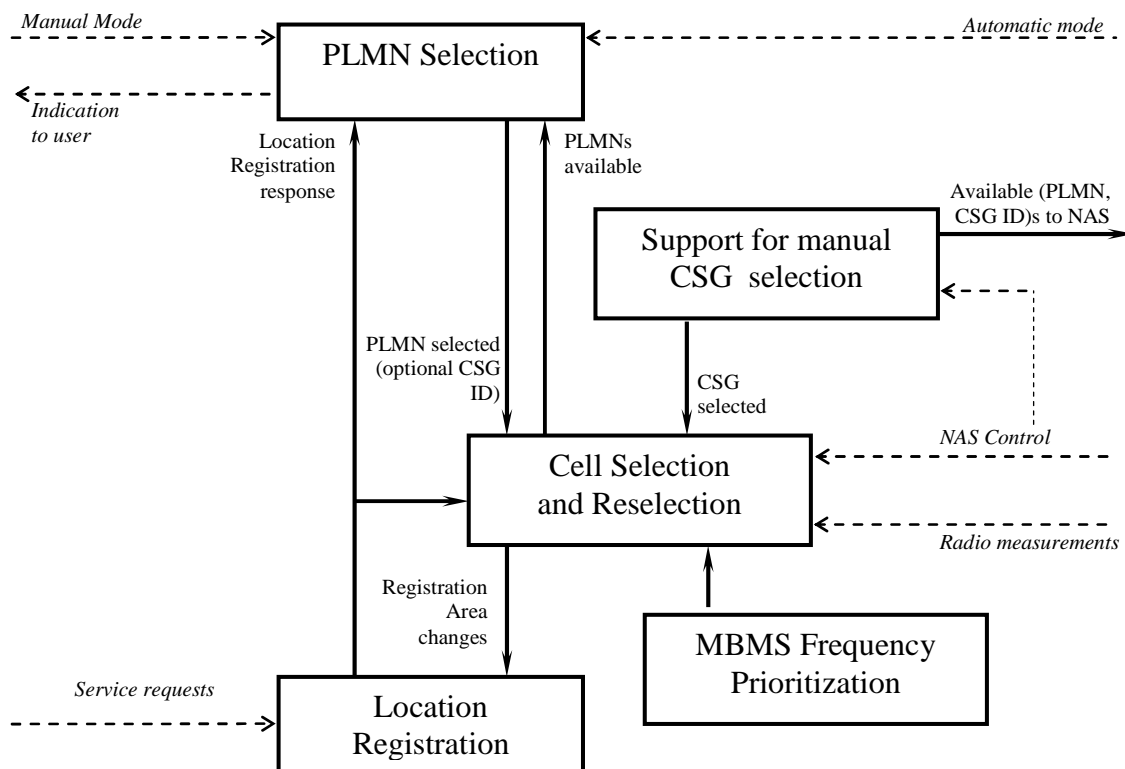 Manual Mode
PLMN Selection
Automatic mode
Indication
to user
Location
Registration
response
PLMNs
available
Available (PLMN,
CSG ID)s to NAS
Support for manual
CSG selection
PLMN selected
(optional CSG
ID)
CSG
selected
NAS Control
Cell Selection
and Reselection
Radio measurements
Registration
Area
changes
MBMS Frequency
Prioritization
Service requests
Location
Registration